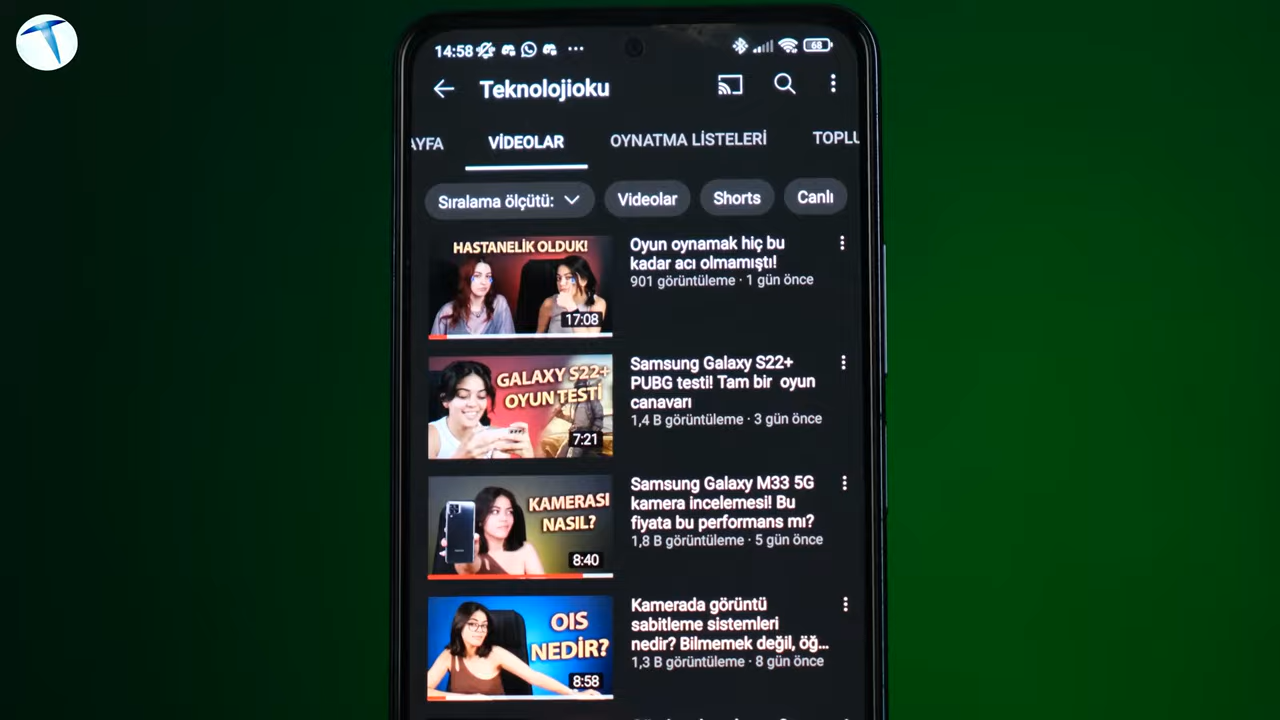 14:58
68
Teknolojioku
AYFA
VİDEOLAR
OYNATMA LİSTELERİ
TOPLU
Sıralama ölçütü:
Videolar
Shorts
Canlı
HASTANELİK OLDUK!
17:08
Oyun oynamak hiç bu
kadar acı olmamıştı!
901 görüntüleme · 1 gün önce
GALAXY S22+
OYUN TESTİ
7:21
Samsung Galaxy S22+
PUBG testi! Tam bir oyun
canavarı
1,4 B görüntüleme · 3 gün önce
KAMERASI
NASIL?
8:40
Samsung Galaxy M33 5G
kamera incelemesi! Bu
fiyata bu performans mı?
1,8 B görüntüleme · 5 gün önce
OIS
NEDİR?
8:58
Kamerada görüntü
sabitleme sistemleri
nedir? Bilmemek değil, öğ...
1,3 B görüntüleme · 8 gün önce